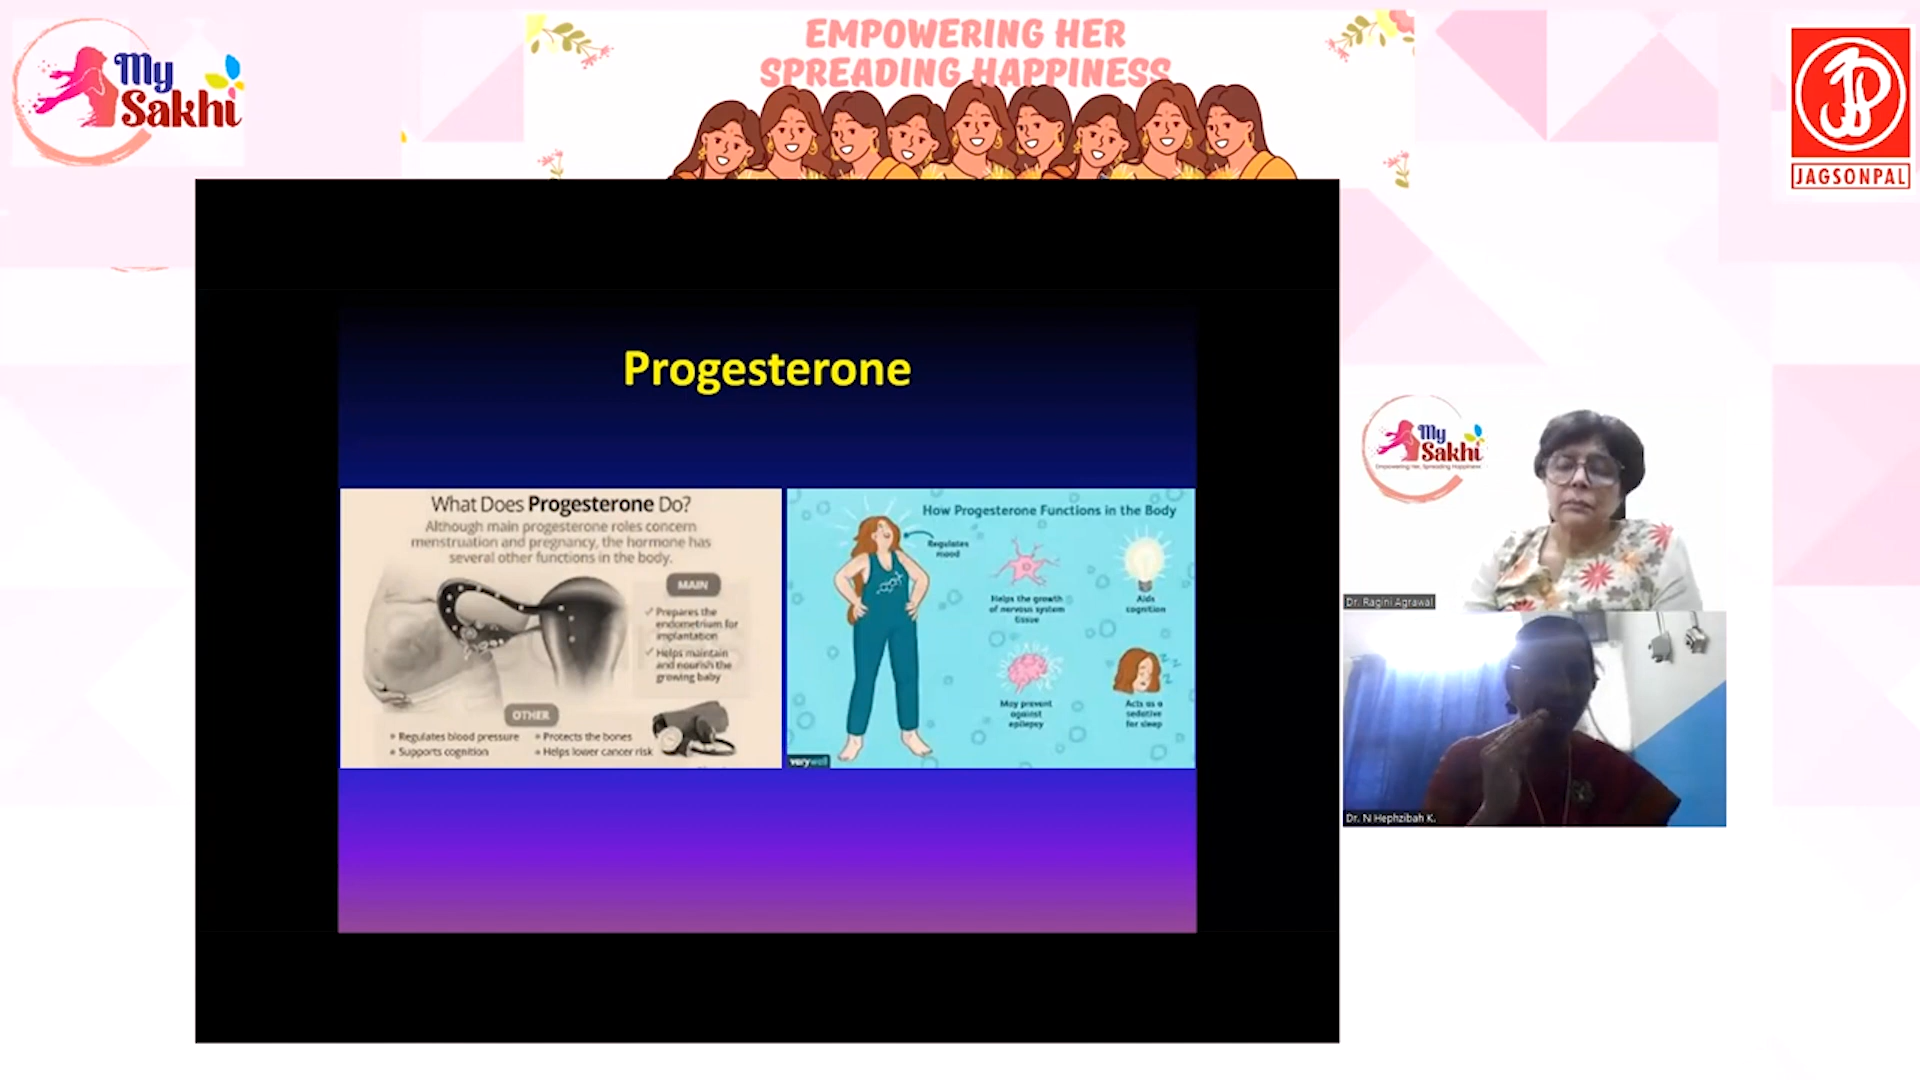 My
Sakhi
EMPOWERING HER
SPREADING HAPPINESS
JAGSONPAL
Progesterone
What Does Progesterone Do?
Although main progesterone roles concern
menstruation and pregnancy, the hormone has
several other functions in the body.
MAIN
✓ Prepares the
endometrium for
implantation
✓ Helps maintain
and nourish the
growing baby
OTHER
Regulates blood pressure
Supports cognition
Protects the bones
Helps lower cancer risk
How Progesterone Functions in the Body
Regulates
mood
Helps the growth
of nervous system
tissue
Aids
cognition
May prevent
against
epilepsy
Acts as a
sedative
for sleep
verywell
My
Sakhi
Empowering Her, Spreading Happiness
Dr. Ragini Agrawal
Dr. N Hephzibah K.